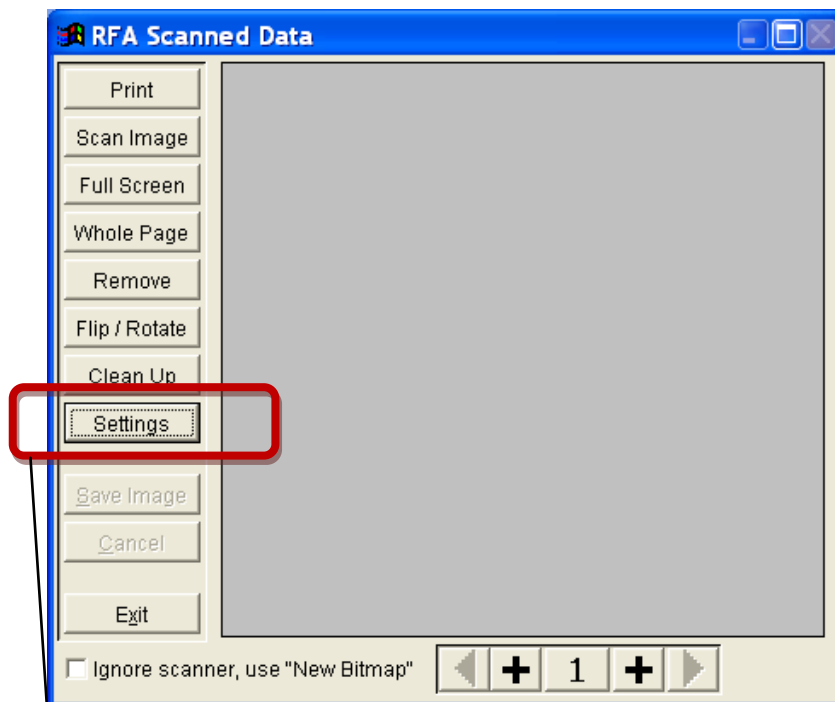 RFA Scanned Data
Print
Scan Image
Full Screen
Whole Page
Remove
Flip / Rotate
Clean Up
Settings
Save Image
Cancel
Exit
Ignore scanner, use "New Bitmap" + 1 +